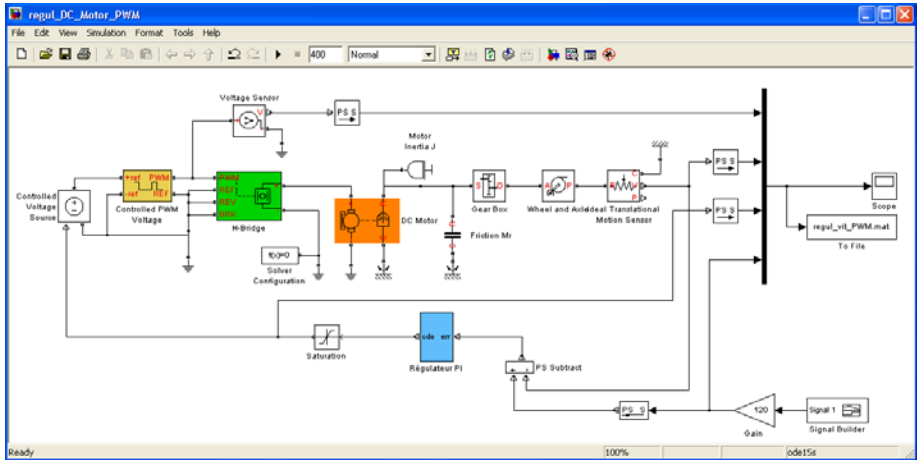 regul_DC_Motor_PWM
File Edit View Simulation Format Tools Help
400 Normal
Voltage Sensor
V
PS S
Motor
Inertia J
PS S
Controlled
Voltage
Source
+ref PWM
-ref REF
Controlled PWM
Voltage
PWM
REF
REV
BRK
H-Bridge
DC Motor
S O
Gear Box
A P
Wheel and Axle
R C V P
Ideal Translational
Motion Sensor
PS S
Scope
regul_vit_PWM.mat
To File
Friction Mr
f(x)=0
Solver
Configuration
Saturation
cde err
Régulateur PI
PS Subtract
PS S
120
Gain
Signal 1
Signal Builder
Ready 100% ode15s